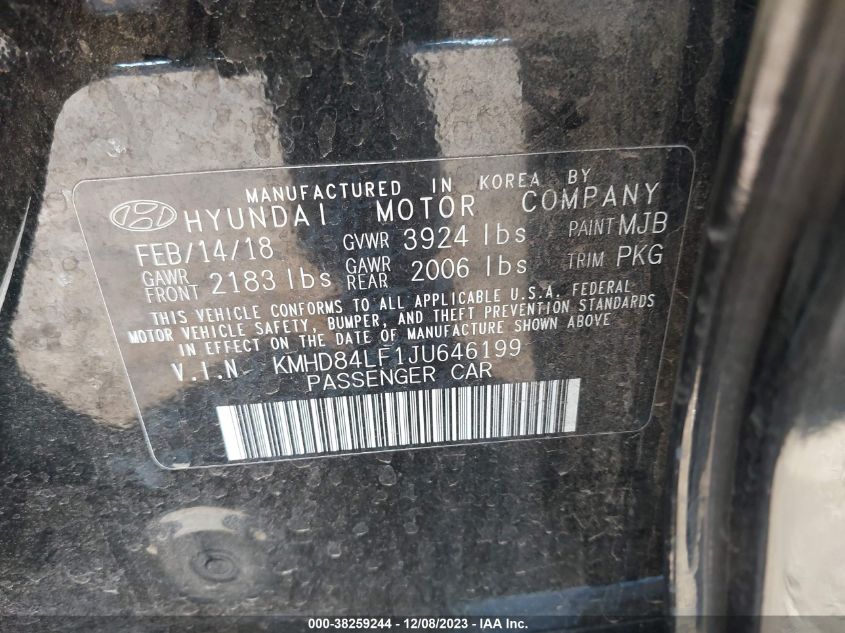 MANUFACTURED IN KOREA BY
HYUNDAI MOTOR COMPANY
FEB/14/18 GVWR 3924 lbs PAINT MJB
GAWR FRONT 2183 lbs GAWR REAR 2006 lbs TRIM PKG
THIS VEHICLE CONFORMS TO ALL APPLICABLE U.S.A. FEDERAL
MOTOR VEHICLE SAFETY, BUMPER, AND THEFT PREVENTION STANDARDS
IN EFFECT ON THE DATE OF MANUFACTURE SHOWN ABOVE
V.I.N. KMHD84LF1JU646199
PASSENGER CAR
000-38259244 - 12/08/2023 - IAA Inc.